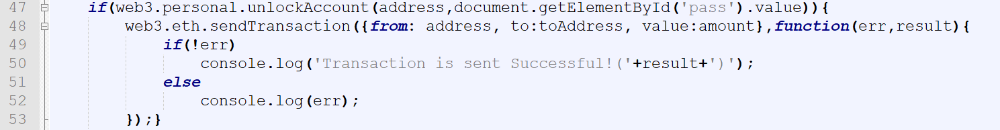 47 if(web3.personal.unlockAccount(address,document.getElementById('pass').value)){
48 web3.eth.sendTransaction({from: address, to:toAddress, value:amount},function(err,result){
49 if(!err)
50 console.log('Transaction is sent Successful!('+result+')');
51 else
52 console.log(err);
53 });}